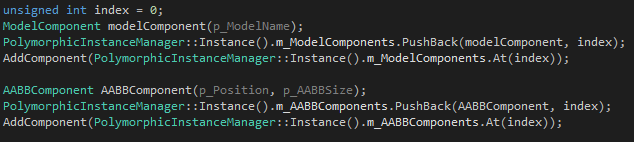 unsigned int index = 0;
ModelComponent modelComponent(p_ModelName);
PolymorphicInstanceManager::Instance().m_ModelComponents.PushBack(modelComponent, index);
AddComponent(PolymorphicInstanceManager::Instance().m_ModelComponents.At(index));
AABBComponent AABBComponent(p_Position, p_AABBSize);
PolymorphicInstanceManager::Instance().m_AABBComponents.PushBack(AABBComponent, index);
AddComponent(PolymorphicInstanceManager::Instance().m_AABBComponents.At(index));